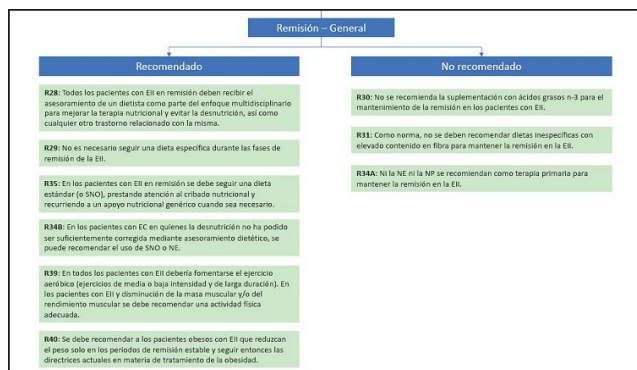 Remisión – General
Recomendado
R28: Todos los pacientes con EII en remisión deben recibir el
asesoramiento de un dietista como parte del enfoque multidisciplinario
para mejorar la terapia nutricional y evitar la desnutrición, así como
cualquier otro trastorno relacionado con la misma.
R29: No es necesario seguir una dieta específica durante las fases de
remisión de la EII.
R35: En los pacientes con EII en remisión se debe seguir una dieta
estándar (o SNO), prestando atención al cribado nutricional y
recurriendo a un apoyo nutricional genérico cuando sea necesario.
R34B: En los pacientes con EC en quienes la desnutrición no ha podido
ser suficientemente corregida mediante asesoramiento dietético, se
puede recomendar el uso de SNO o NE.
R39: En todos los pacientes con EII debería fomentarse el ejercicio
aeróbico (ejercicios de media o baja intensidad y de larga duración). En
los pacientes con EII y disminución de la masa muscular y/o del
rendimiento muscular se debe recomendar una actividad física
adecuada.
R40: Se debe recomendar a los pacientes obesos con EII que reduzcan
el peso solo en los periodos de remisión estable y seguir entonces las
directrices actuales en materia de tratamiento de la obesidad.
No recomendado
R30: No se recomienda la suplementación con ácidos grasos n-3 para el
mantenimiento de la remisión en los pacientes con EII.
R31: Como norma, no se deben recomendar dietas inespecíficas con
elevado contenido en fibra para mantener la remisión en la EII.
R34A: Ni la NE ni la NP se recomiendan como terapia primaria para
mantener la remisión en la EII.